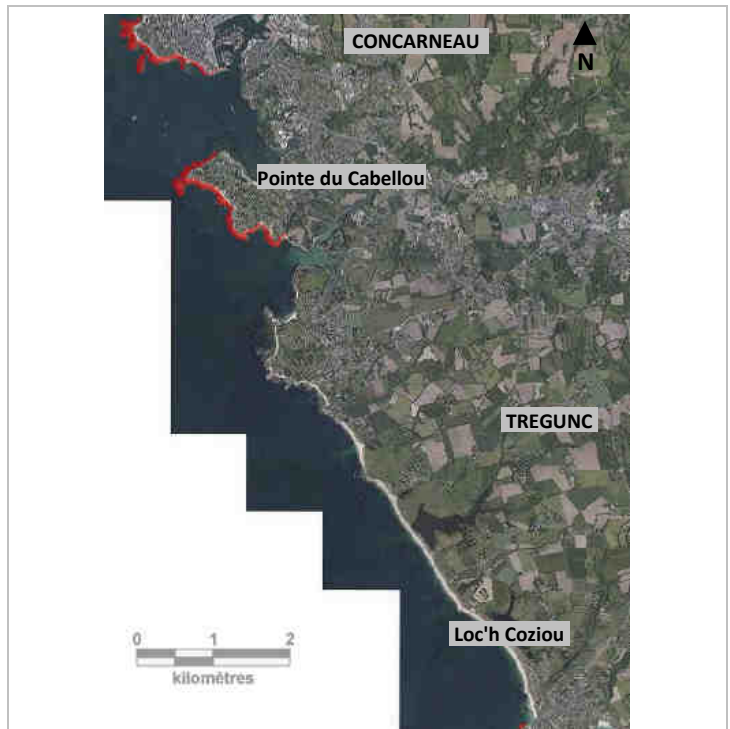 CONCARNEAU
N
Pointe du Cabellou
TREGUNC
Loc'h Coziou
0 1 2
kilomètres